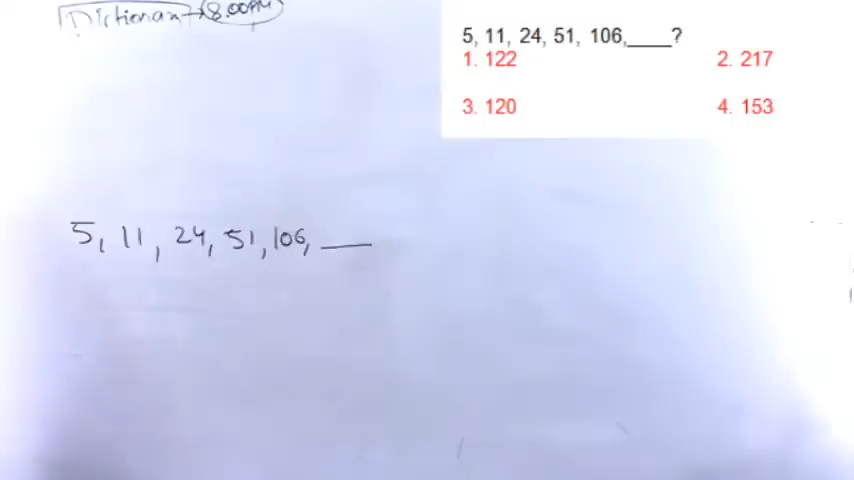 Dictionary → 8.00PM
5, 11, 24, 51, 106,____?
1. 122 2. 217
3. 120 4. 153
5, 11, 24, 51, 106, ___